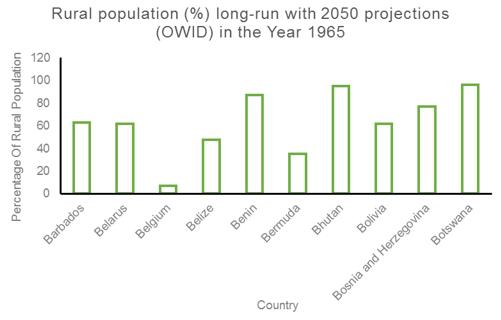 Rural population (%) long-run with 2050 projections
(OWID) in the Year 1965
Percentage Of Rural Population
120
100
80
60
40
20
0
Barbados
Belarus
Belgium
Belize
Benin
Bermuda
Bhutan
Bolivia
Bosnia and Herzegovina
Botswana
Country